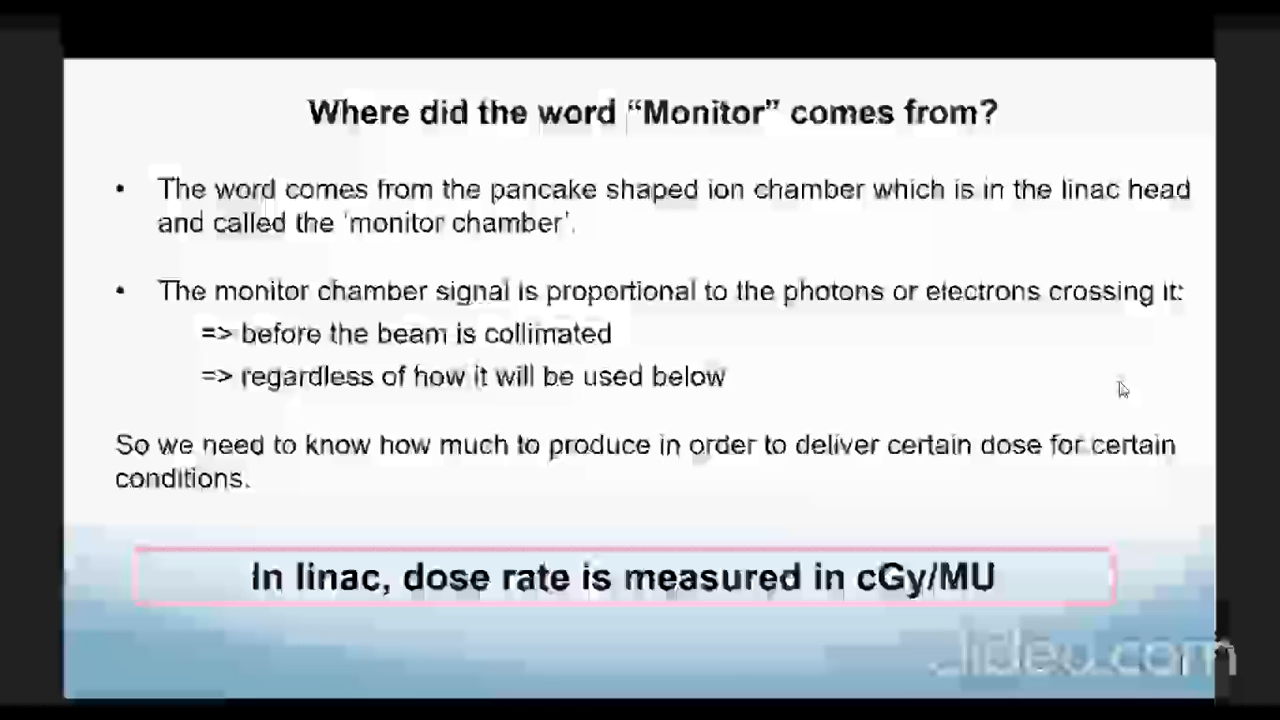 Where did the word “Monitor” comes from?
• The word comes from the pancake shaped ion chamber which is in the linac head
and called the 'monitor chamber'.
• The monitor chamber signal is proportional to the photons or electrons crossing it:
=> before the beam is collimated
=> regardless of how it will be used below
So we need to know how much to produce in order to deliver certain dose for certain
conditions.
In linac, dose rate is measured in cGy/MU